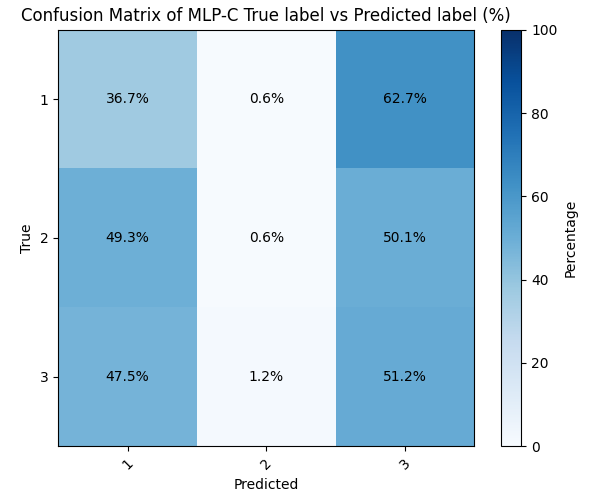 Confusion Matrix of MLP-C True label vs Predicted label (%)
True
1
2
3
36.7% 0.6% 62.7%
49.3% 0.6% 50.1%
47.5% 1.2% 51.2%
1 2 3
Predicted
100
80
60
40
20
0
Percentage